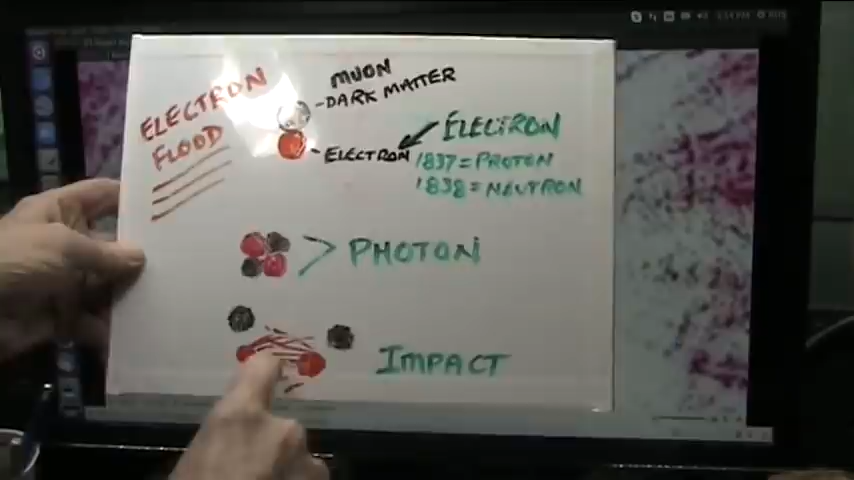 ELECTRON
FLOOD
MUON
-DARK MATTER
-ELECTRON
ELECTRON
1837=PROTON
1838=NEUTRON
PHOTON
IMPACT